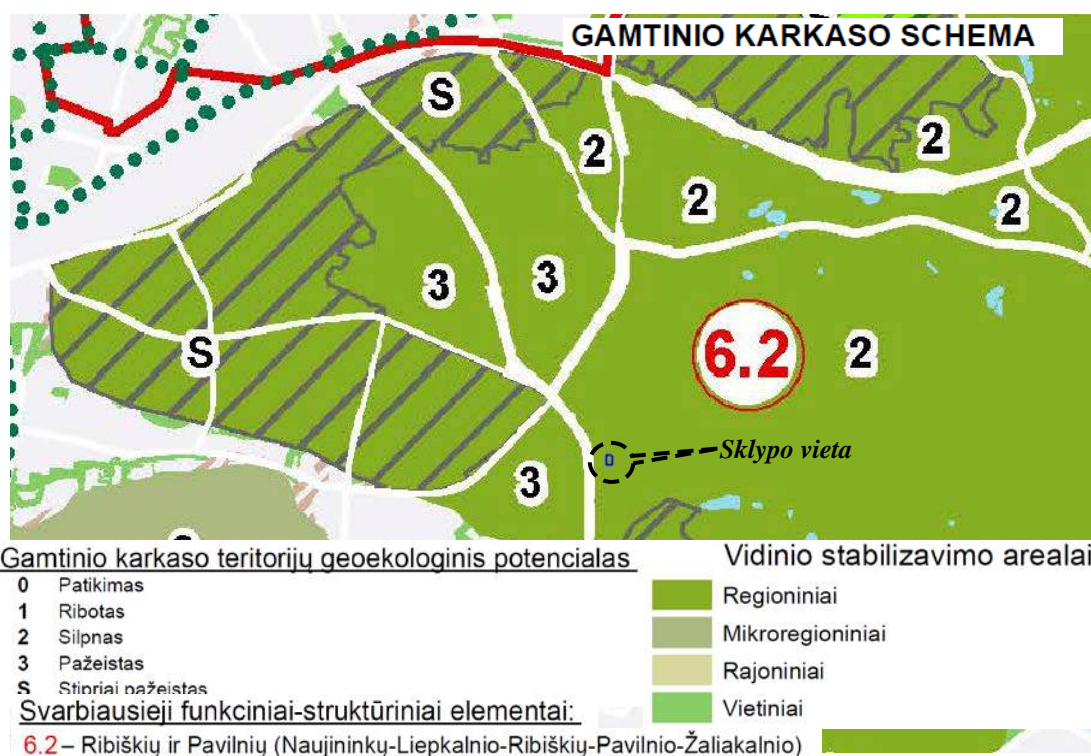 GAMTINIO KARKASO SCHEMA
S
2
2
2
2
3
3
S
6.2
2
Sklypo vieta
3
Gamtinio karkaso teritorijų geoekologinis potencialas
0 Patikimas
1 Ribotas
2 Silpnas
3 Pažeistas
S Stipriai pažeistas
Vidinio stabilizavimo arealai
Regioniniai
Mikroregioniniai
Rajoniniai
Vietiniai
Svarbiausieji funkciniai-struktūriniai elementai:
6.2 – Ribiškių ir Pavilnių (Naujininkų-Liepkalnio-Ribiškių-Pavilnio-Žaliakalnio)